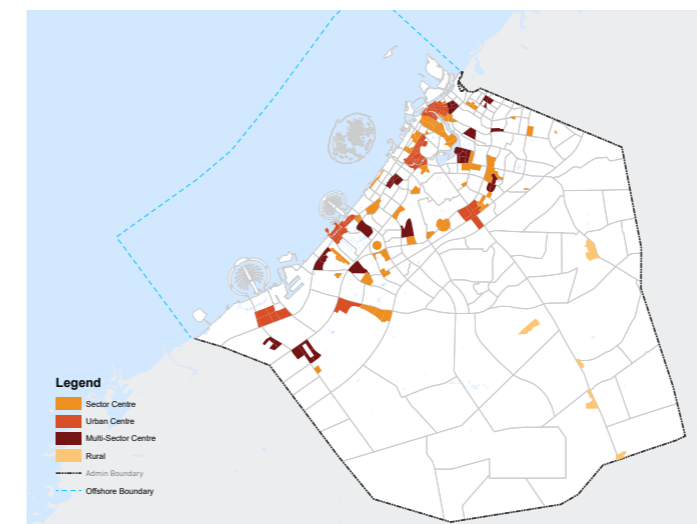 Legend
Sector Centre
Urban Centre
Multi-Sector Centre
Rural
Admin Boundary
Offshore Boundary